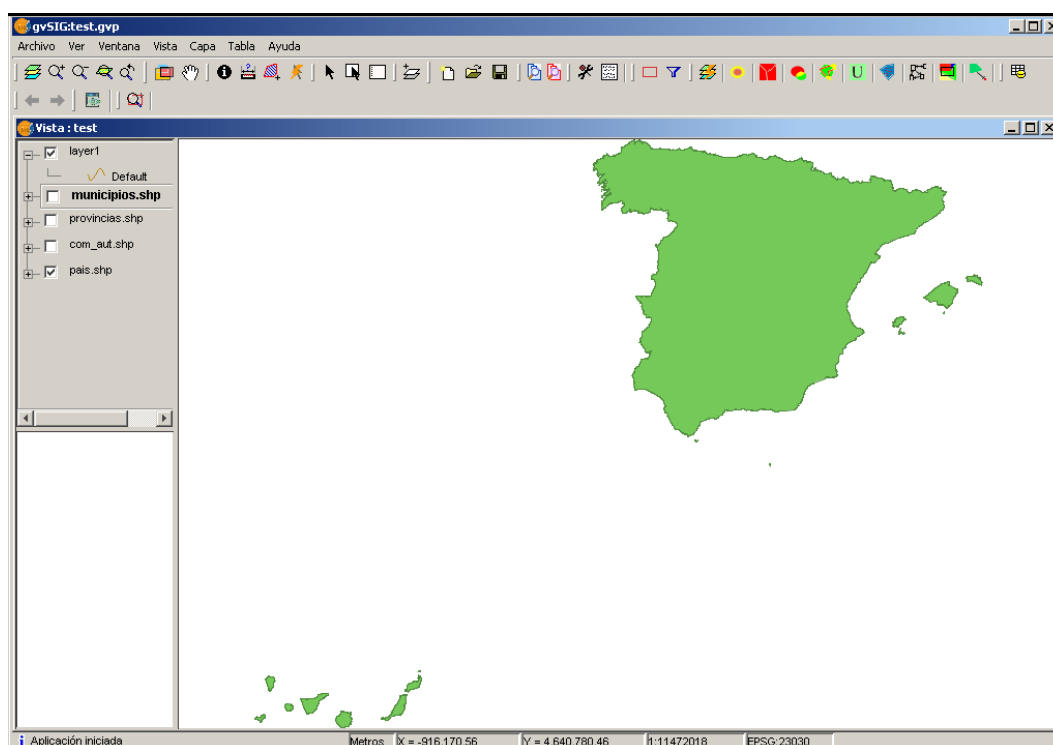 gvSIG:test.gvp
Archivo Ver Ventana Vista Capa Tabla Ayuda
U
Vista : test
layer1
Default
municipios.shp
provincias.shp
com_aut.shp
pais.shp
Aplicación iniciada Metros X = -916.170,56 Y = 4.640.780,46 1:11472018 EPSG:23030